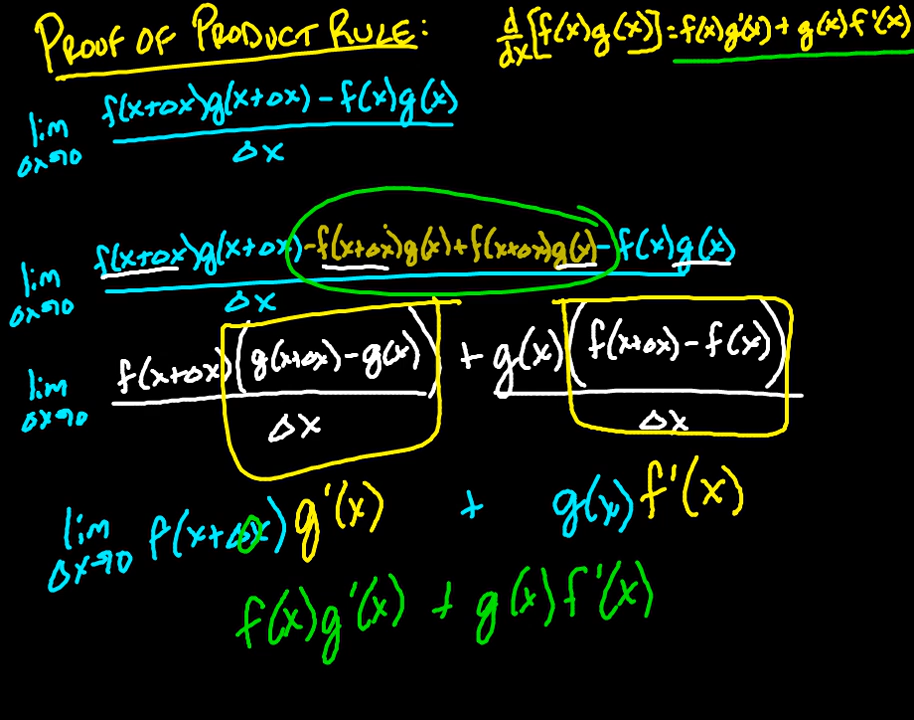 PROOF OF PRODUCT RULE:
d/dx[f(x)g(x)] = f(x)g'(x) + g(x)f'(x)
lim Δx→0 f(x+Δx)g(x+Δx) - f(x)g(x)
Δx
lim Δx→0 f(x+Δx)g(x+Δx) - f(x+Δx)g(x) + f(x+Δx)g(x) - f(x)g(x)
Δx
lim Δx→0 f(x+Δx)(g(x+Δx) - g(x)) + g(x)(f(x+Δx) - f(x))
Δx Δx
lim Δx→0 f(x+Δx)g'(x) + g(x)f'(x)
f(x)g'(x) + g(x)f'(x)